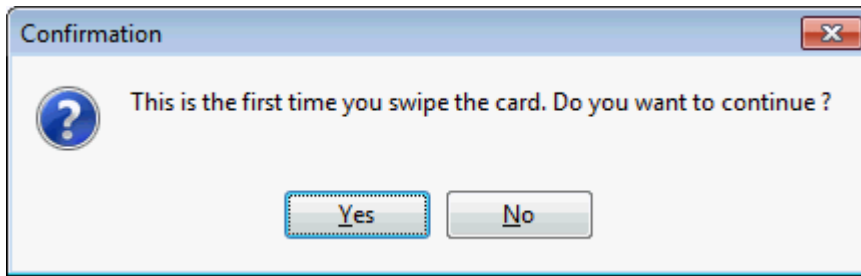 Confirmation
This is the first time you swipe the card. Do you want to continue ?
Yes
No